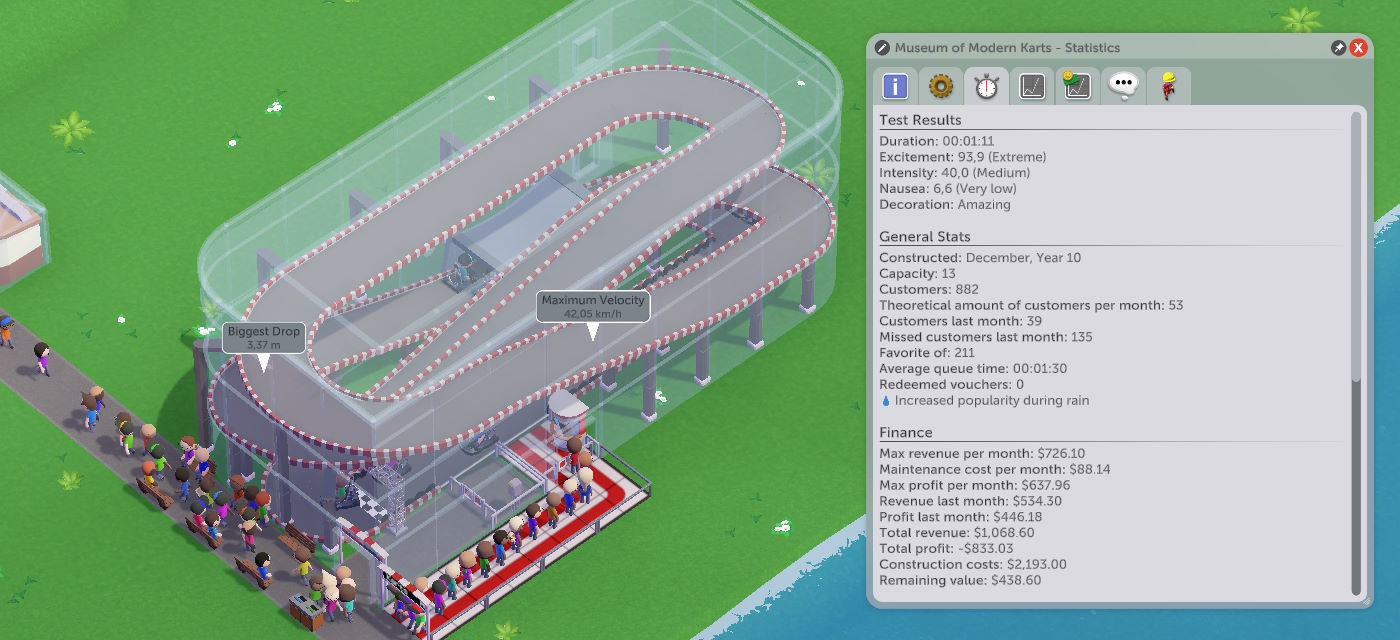 Museum of Modern Karts - Statistics
Test Results
Duration: 00:01:11
Excitement: 93,9 (Extreme)
Intensity: 40,0 (Medium)
Nausea: 6,6 (Very low)
Decoration: Amazing
General Stats
Constructed: December, Year 10
Capacity: 13
Customers: 882
Theoretical amount of customers per month: 53
Customers last month: 39
Missed customers last month: 135
Favorite of: 211
Average queue time: 00:01:30
Redeemed vouchers: 0
Increased popularity during rain
Finance
Max revenue per month: $726.10
Maintenance cost per month: $88.14
Max profit per month: $637.96
Revenue last month: $534.30
Profit last month: $446.18
Total revenue: $1,068.60
Total profit: -$833.03
Construction costs: $2,193.00
Remaining value: $438.60
Maximum Velocity
42,05 km/h
Biggest Drop
3,37 m